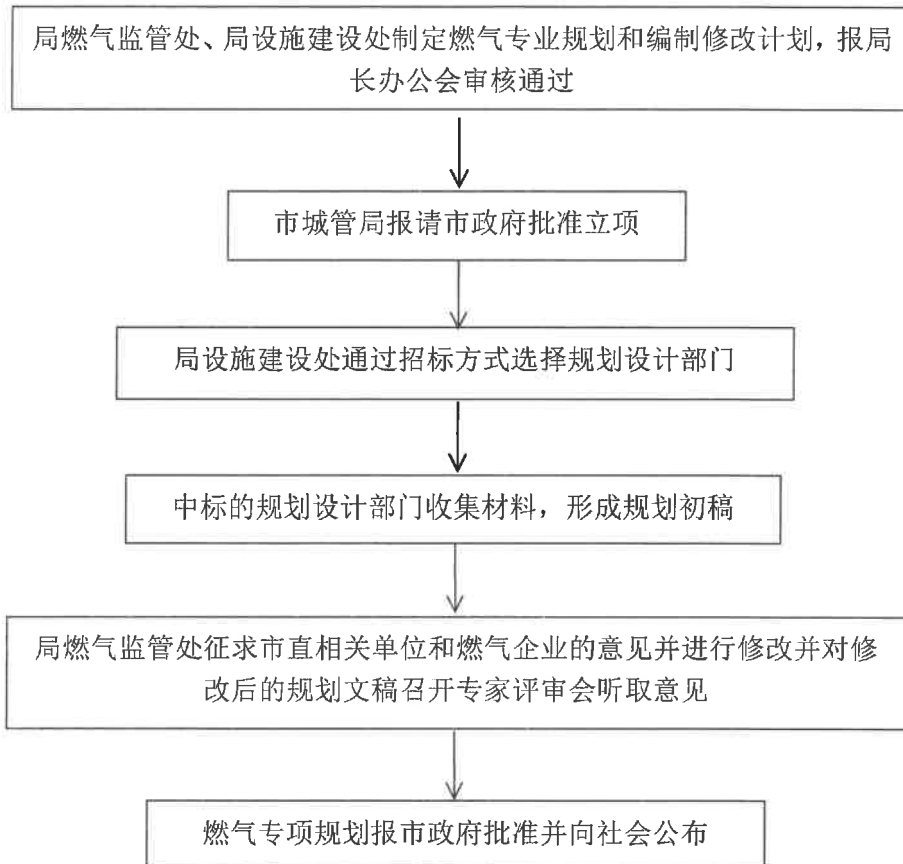 局燃气监管处、局设施建设处制定燃气专业规划和编制修改计划，报局
长办公会审核通过
市城管局报请市政府批准立项
局设施建设处通过招标方式选择规划设计部门
中标的规划设计部门收集材料，形成规划初稿
局燃气监管处征求市直相关单位和燃气企业的意见并进行修改并对修
改后的规划文稿召开专家评审会听取意见
燃气专项规划报市政府批准并向社会公布